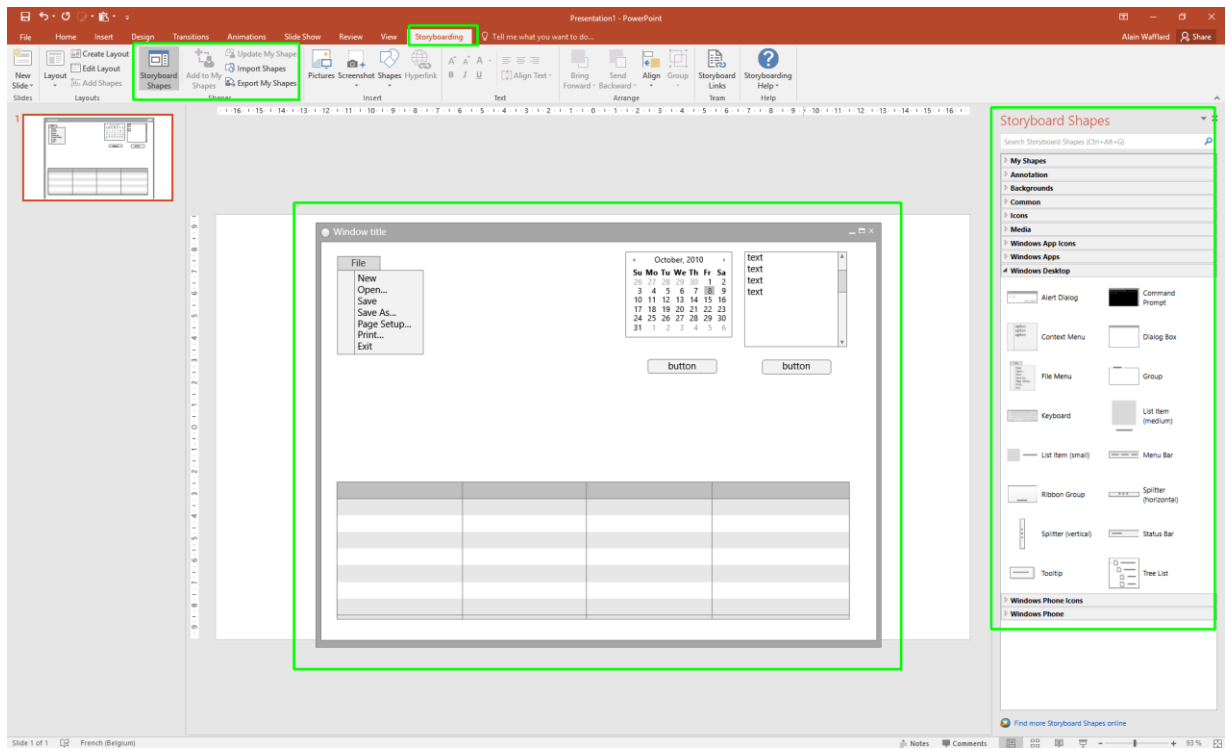 Presentation1 - PowerPoint
File Home Insert Design Transitions Animations Slide Show Review View Storyboarding Tell me what you want to do... Alain Wafflard Share
New Slide
Layout
Create Layout
Edit Layout
Add Shapes
Storyboard Shapes
Add to My Shapes
Update My Shapes
Import Shapes
Export My Shapes
Pictures Screenshot Shapes Hyperlink
B I U
Align Text
Bring Forward
Send Backward
Align Group
Storyboard Links
Storyboarding Help
Slides Layouts Shapes Insert Text Arrange Team Help
1
Window title
File
New
Open...
Save
Save As...
Page Setup...
Print...
Exit
October, 2010
Su Mo Tu We Th Fr Sa
26 27 28 29 30 1 2
3 4 5 6 7 8 9
10 11 12 13 14 15 16
17 18 19 20 21 22 23
24 25 26 27 28 29 30
31 1 2 3 4 5 6
text
text
text
text
button button
Storyboard Shapes
Search Storyboard Shapes (Ctrl+Alt+G)
My Shapes
Annotation
Backgrounds
Common
Icons
Media
Windows App Icons
Windows Apps
Windows Desktop
Alert Dialog
Command Prompt
Context Menu
Dialog Box
File Menu
Group
Keyboard
List Item (medium)
List Item (small)
Menu Bar
Ribbon Group
Splitter (horizontal)
Splitter (vertical)
Status Bar
Tooltip
Tree List
Windows Phone Icons
Windows Phone
Find more Storyboard Shapes online
Slide 1 of 1 French (Belgium) Notes Comments 93 %